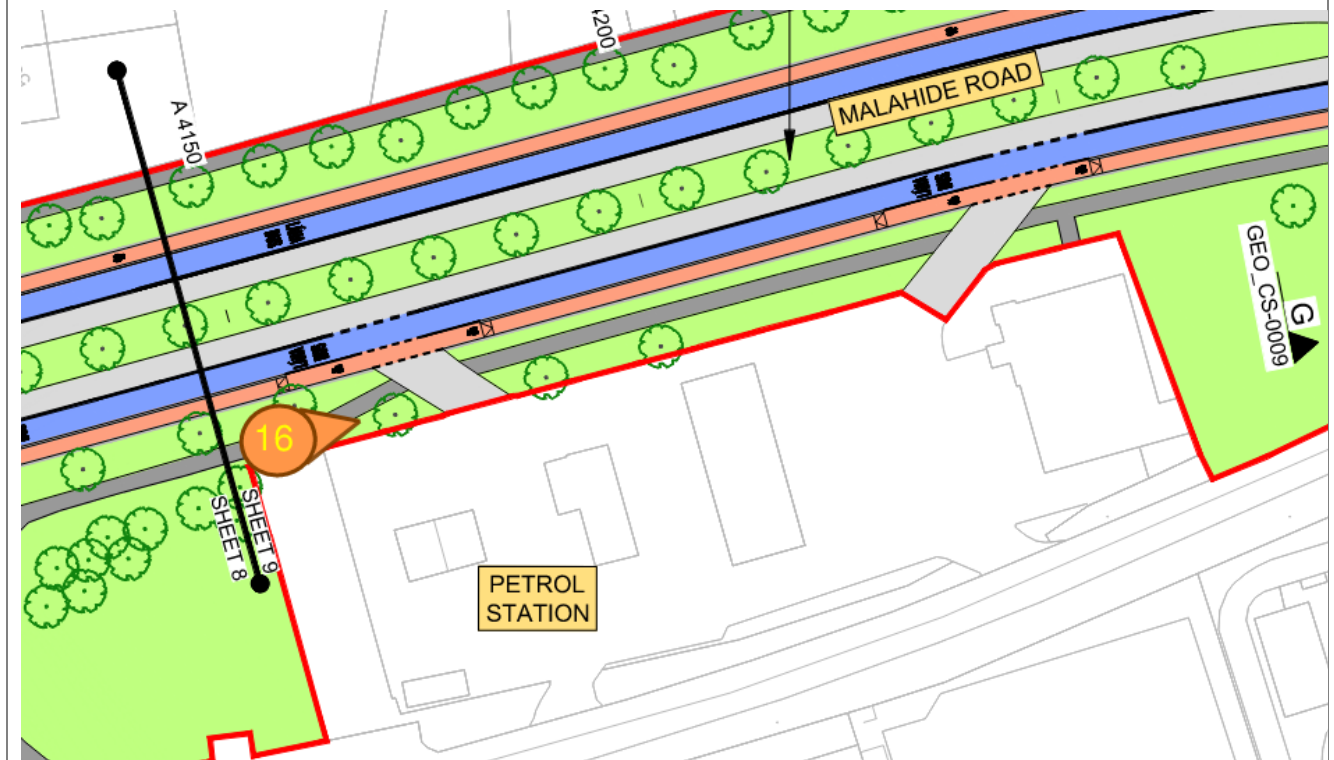 4200
A 4150
MALAHIDE ROAD
GEO_CS-0009
G
16
SHEET 9
SHEET 8
PETROL
STATION